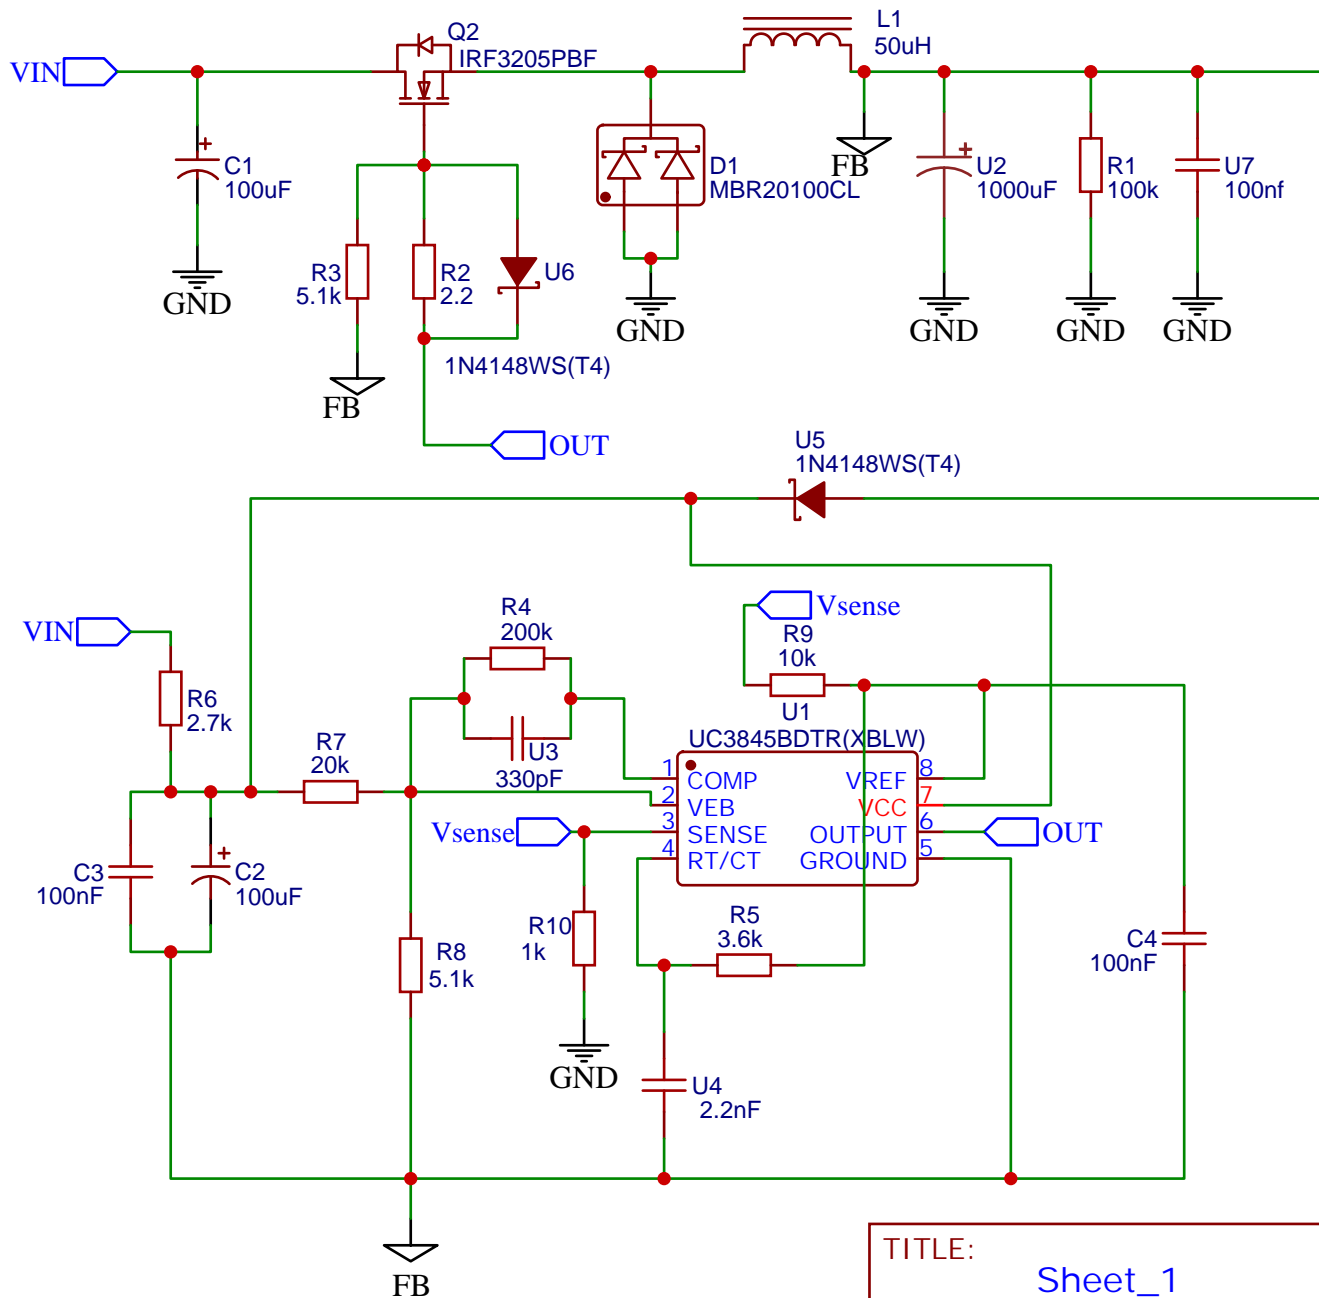 VIN
Q2
IRF3205PBF
L1
50uH
C1
100uF
GND
R3
5.1k
R2
2.2
U6
1N4148WS(T4)
FB
OUT
D1
MBR20100CL
GND
FB
U2
1000uF
GND
R1
100k
GND
U7
100nf
GND
U5
1N4148WS(T4)
VIN
R6
2.7k
R4
200k
U3
330pF
R7
20k
Vsense
R9
10k
U1
UC3845BDTR(XBLW)
1 COMP VREF 8
2 VEB VCC 7
3 SENSE OUTPUT 6
4 RT/CT GROUND 5
Vsense
OUT
C3
100nF
C2
100uF
R8
5.1k
R10
1k
GND
R5
3.6k
U4
2.2nF
C4
100nF
FB
TITLE:
Sheet_1